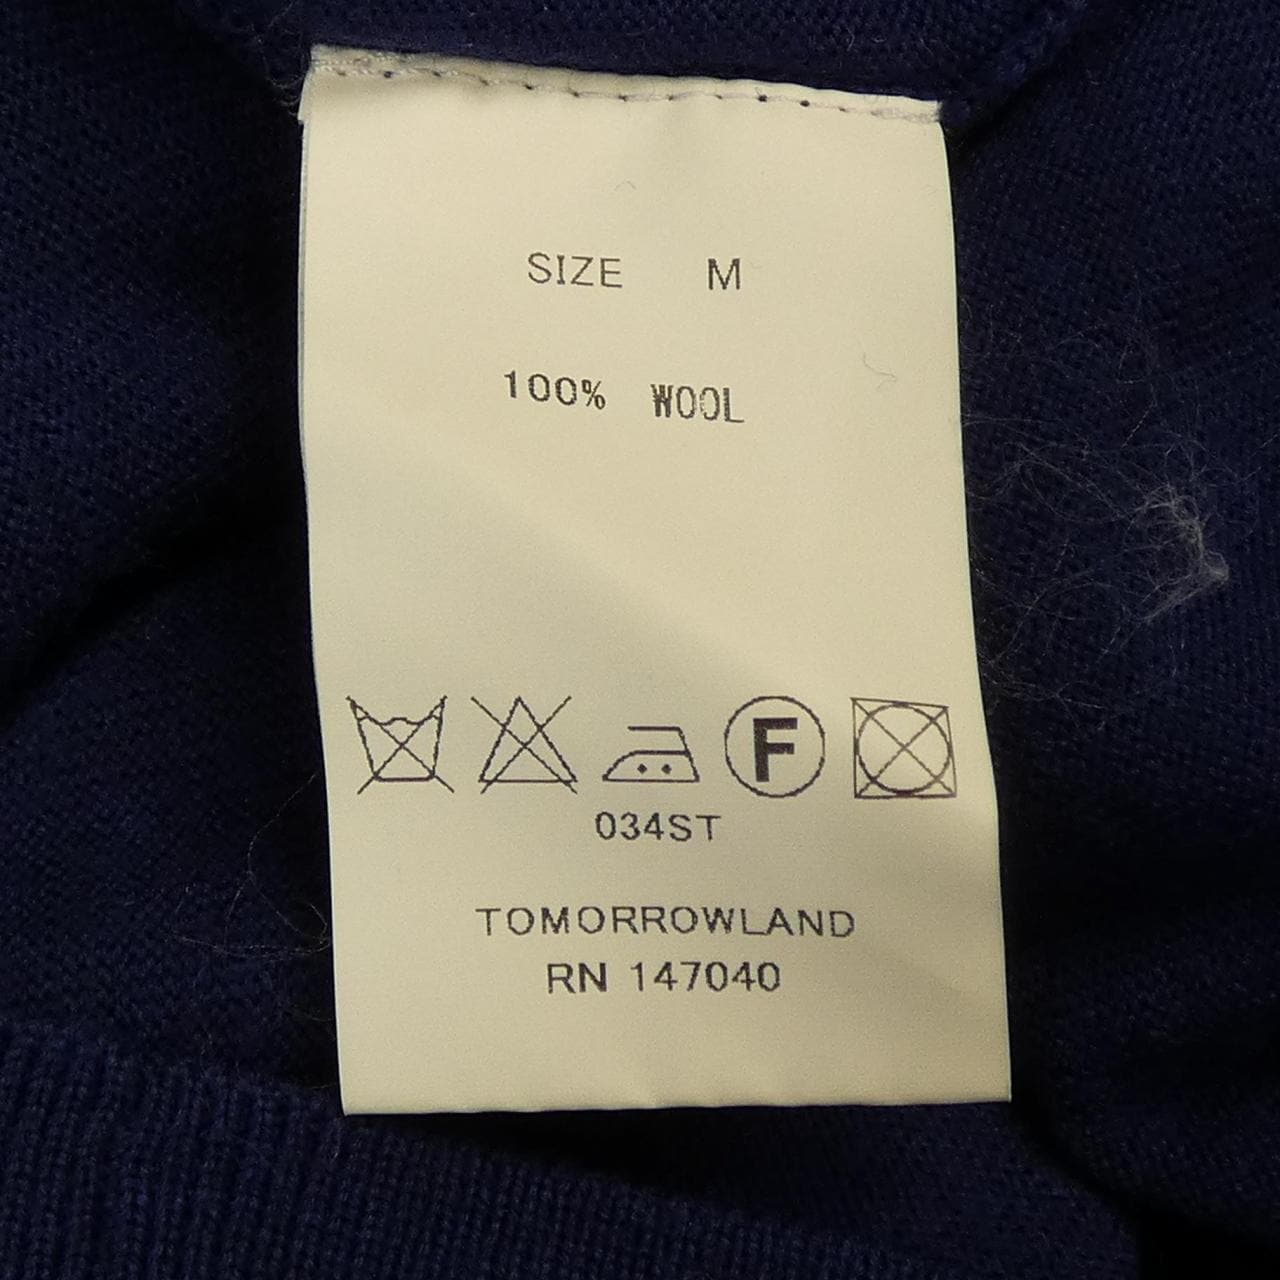 SIZE M
100% WOOL
F
034ST
TOMORROWLAND
RN 147040